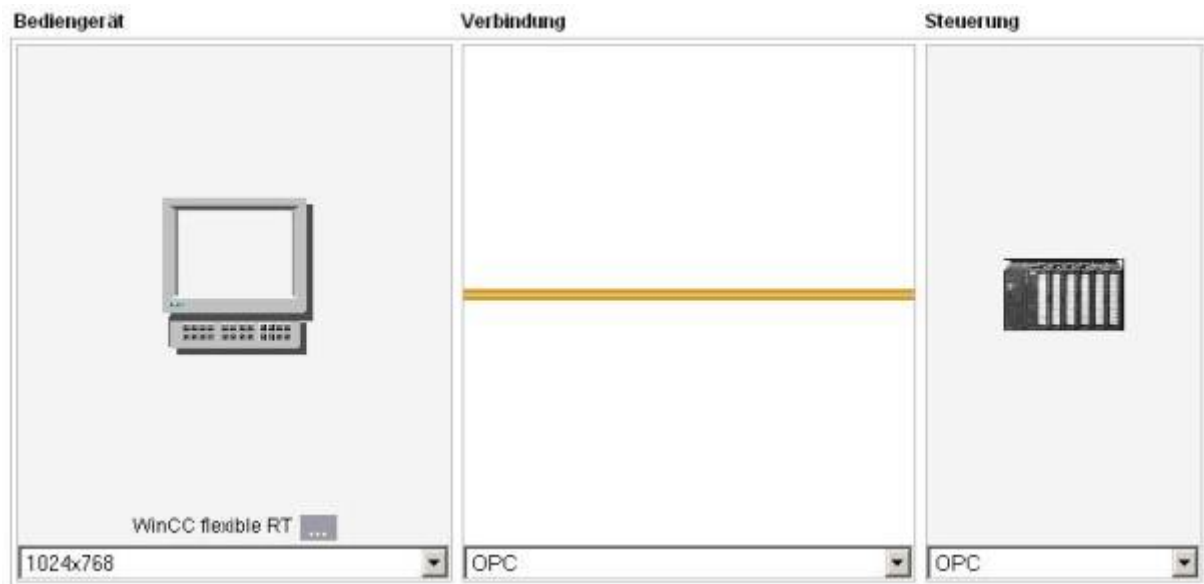 Bediengerät
Verbindung
Steuerung
WinCC flexible RT ...
1024x768
OPC
OPC